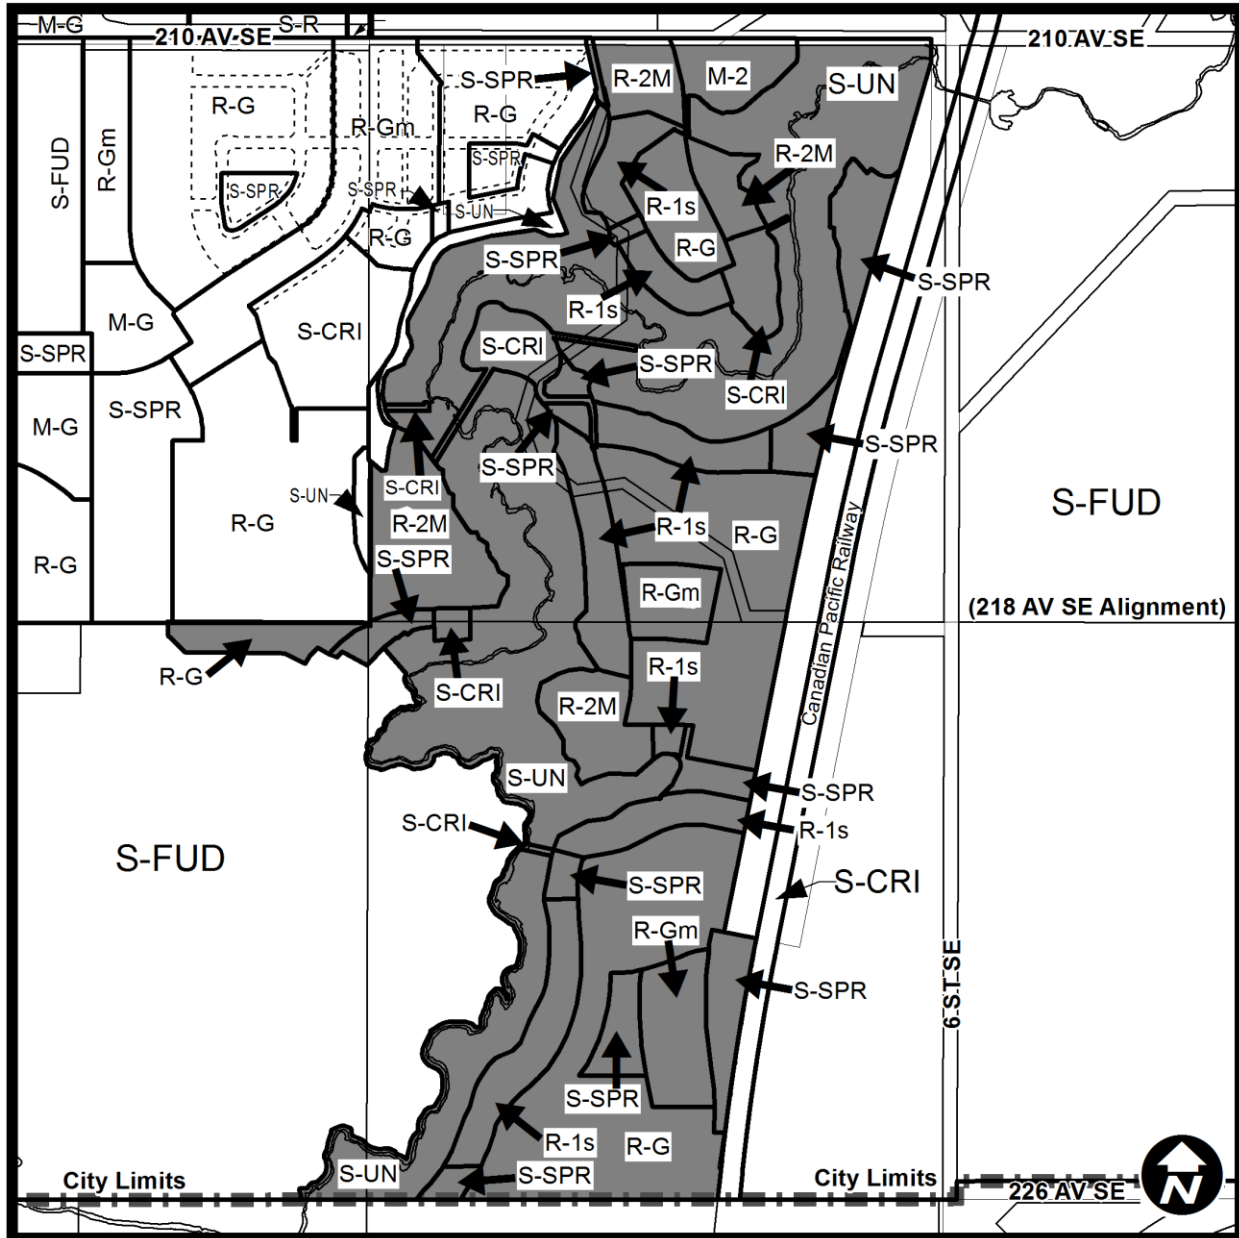 M-G
S-R
210 AV SE
210 AV SE
S-SPR
R-2M
M-2
S-UN
R-G
R-Gm
R-G
S-FUD
R-Gm
S-SPR
R-2M
S-SPR
S-SPR
S-UN
R-1s
R-G
R-G
S-SPR
S-SPR
R-1s
M-G
S-CRI
S-SPR
S-CRI
S-SPR
S-CRI
S-SPR
M-G
S-SPR
S-SPR
S-CRI
S-UN
R-2M
R-G
R-1s
R-G
S-FUD
S-SPR
R-G
R-Gm
Canadian Pacific Railway
(218 AV SE Alignment)
R-G
S-CRI
R-1s
R-2M
S-UN
S-SPR
S-CRI
R-1s
S-FUD
S-SPR
S-CRI
R-Gm
6 ST SE
S-SPR
S-SPR
R-1s
R-G
S-UN
S-SPR
City Limits
City Limits
226 AV SE
N